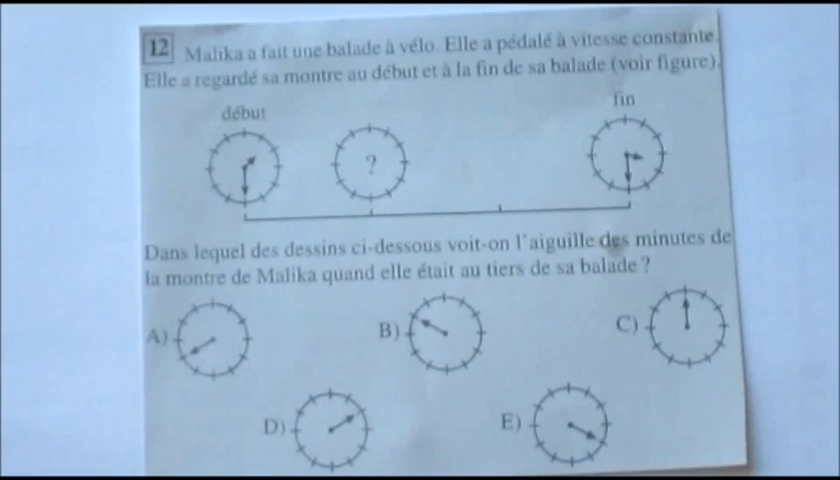 12 Malika a fait une balade à vélo. Elle a pédalé à vitesse constante.
Elle a regardé sa montre au début et à la fin de sa balade (voir figure).
début
fin
?
Dans lequel des dessins ci-dessous voit-on l'aiguille des minutes de
la montre de Malika quand elle était au tiers de sa balade ?
A)
B)
C)
D)
E)